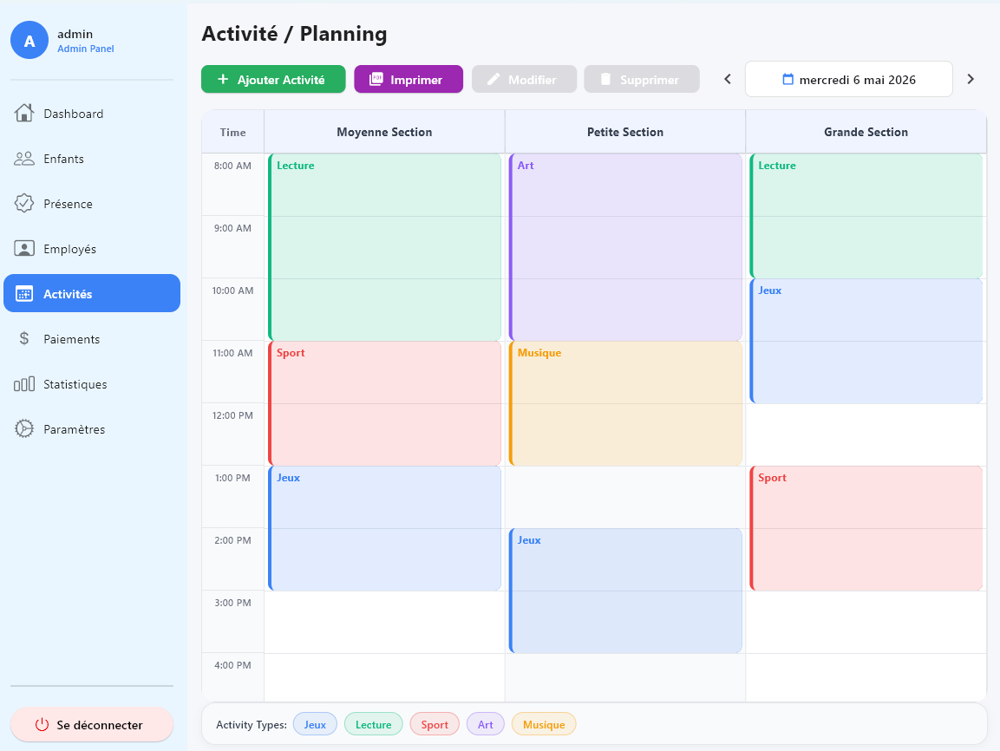 A
admin
Admin Panel
Dashboard
Enfants
Présence
Employés
Activités
$ Paiements
Statistiques
Paramètres
Se déconnecter
Activité / Planning
+ Ajouter Activité
PDF Imprimer
Modifier
Supprimer
< mercredi 6 mai 2026 >
Time Moyenne Section Petite Section Grande Section
8:00 AM Lecture Art Lecture
9:00 AM
10:00 AM Jeux
11:00 AM Sport Musique
12:00 PM
1:00 PM Jeux Sport
2:00 PM Jeux
3:00 PM
4:00 PM
Activity Types: Jeux Lecture Sport Art Musique